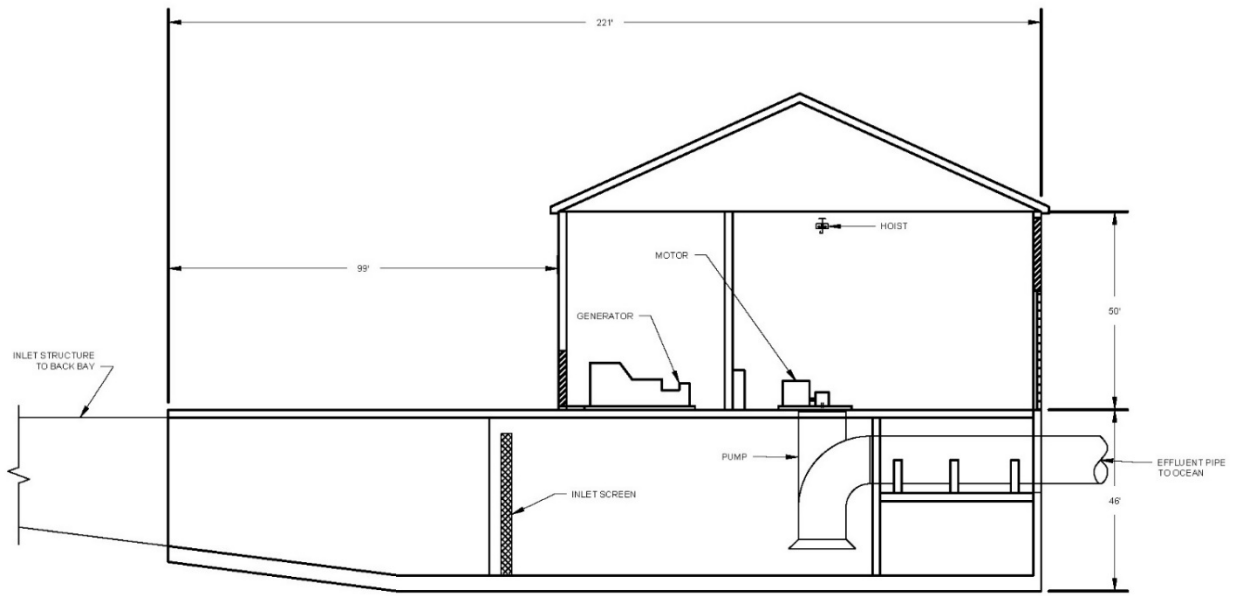 221'
HOIST
MOTOR
99'
GENERATOR
50'
INLET STRUCTURE
TO BACK BAY
PUMP
EFFLUENT PIPE
TO OCEAN
INLET SCREEN
46'